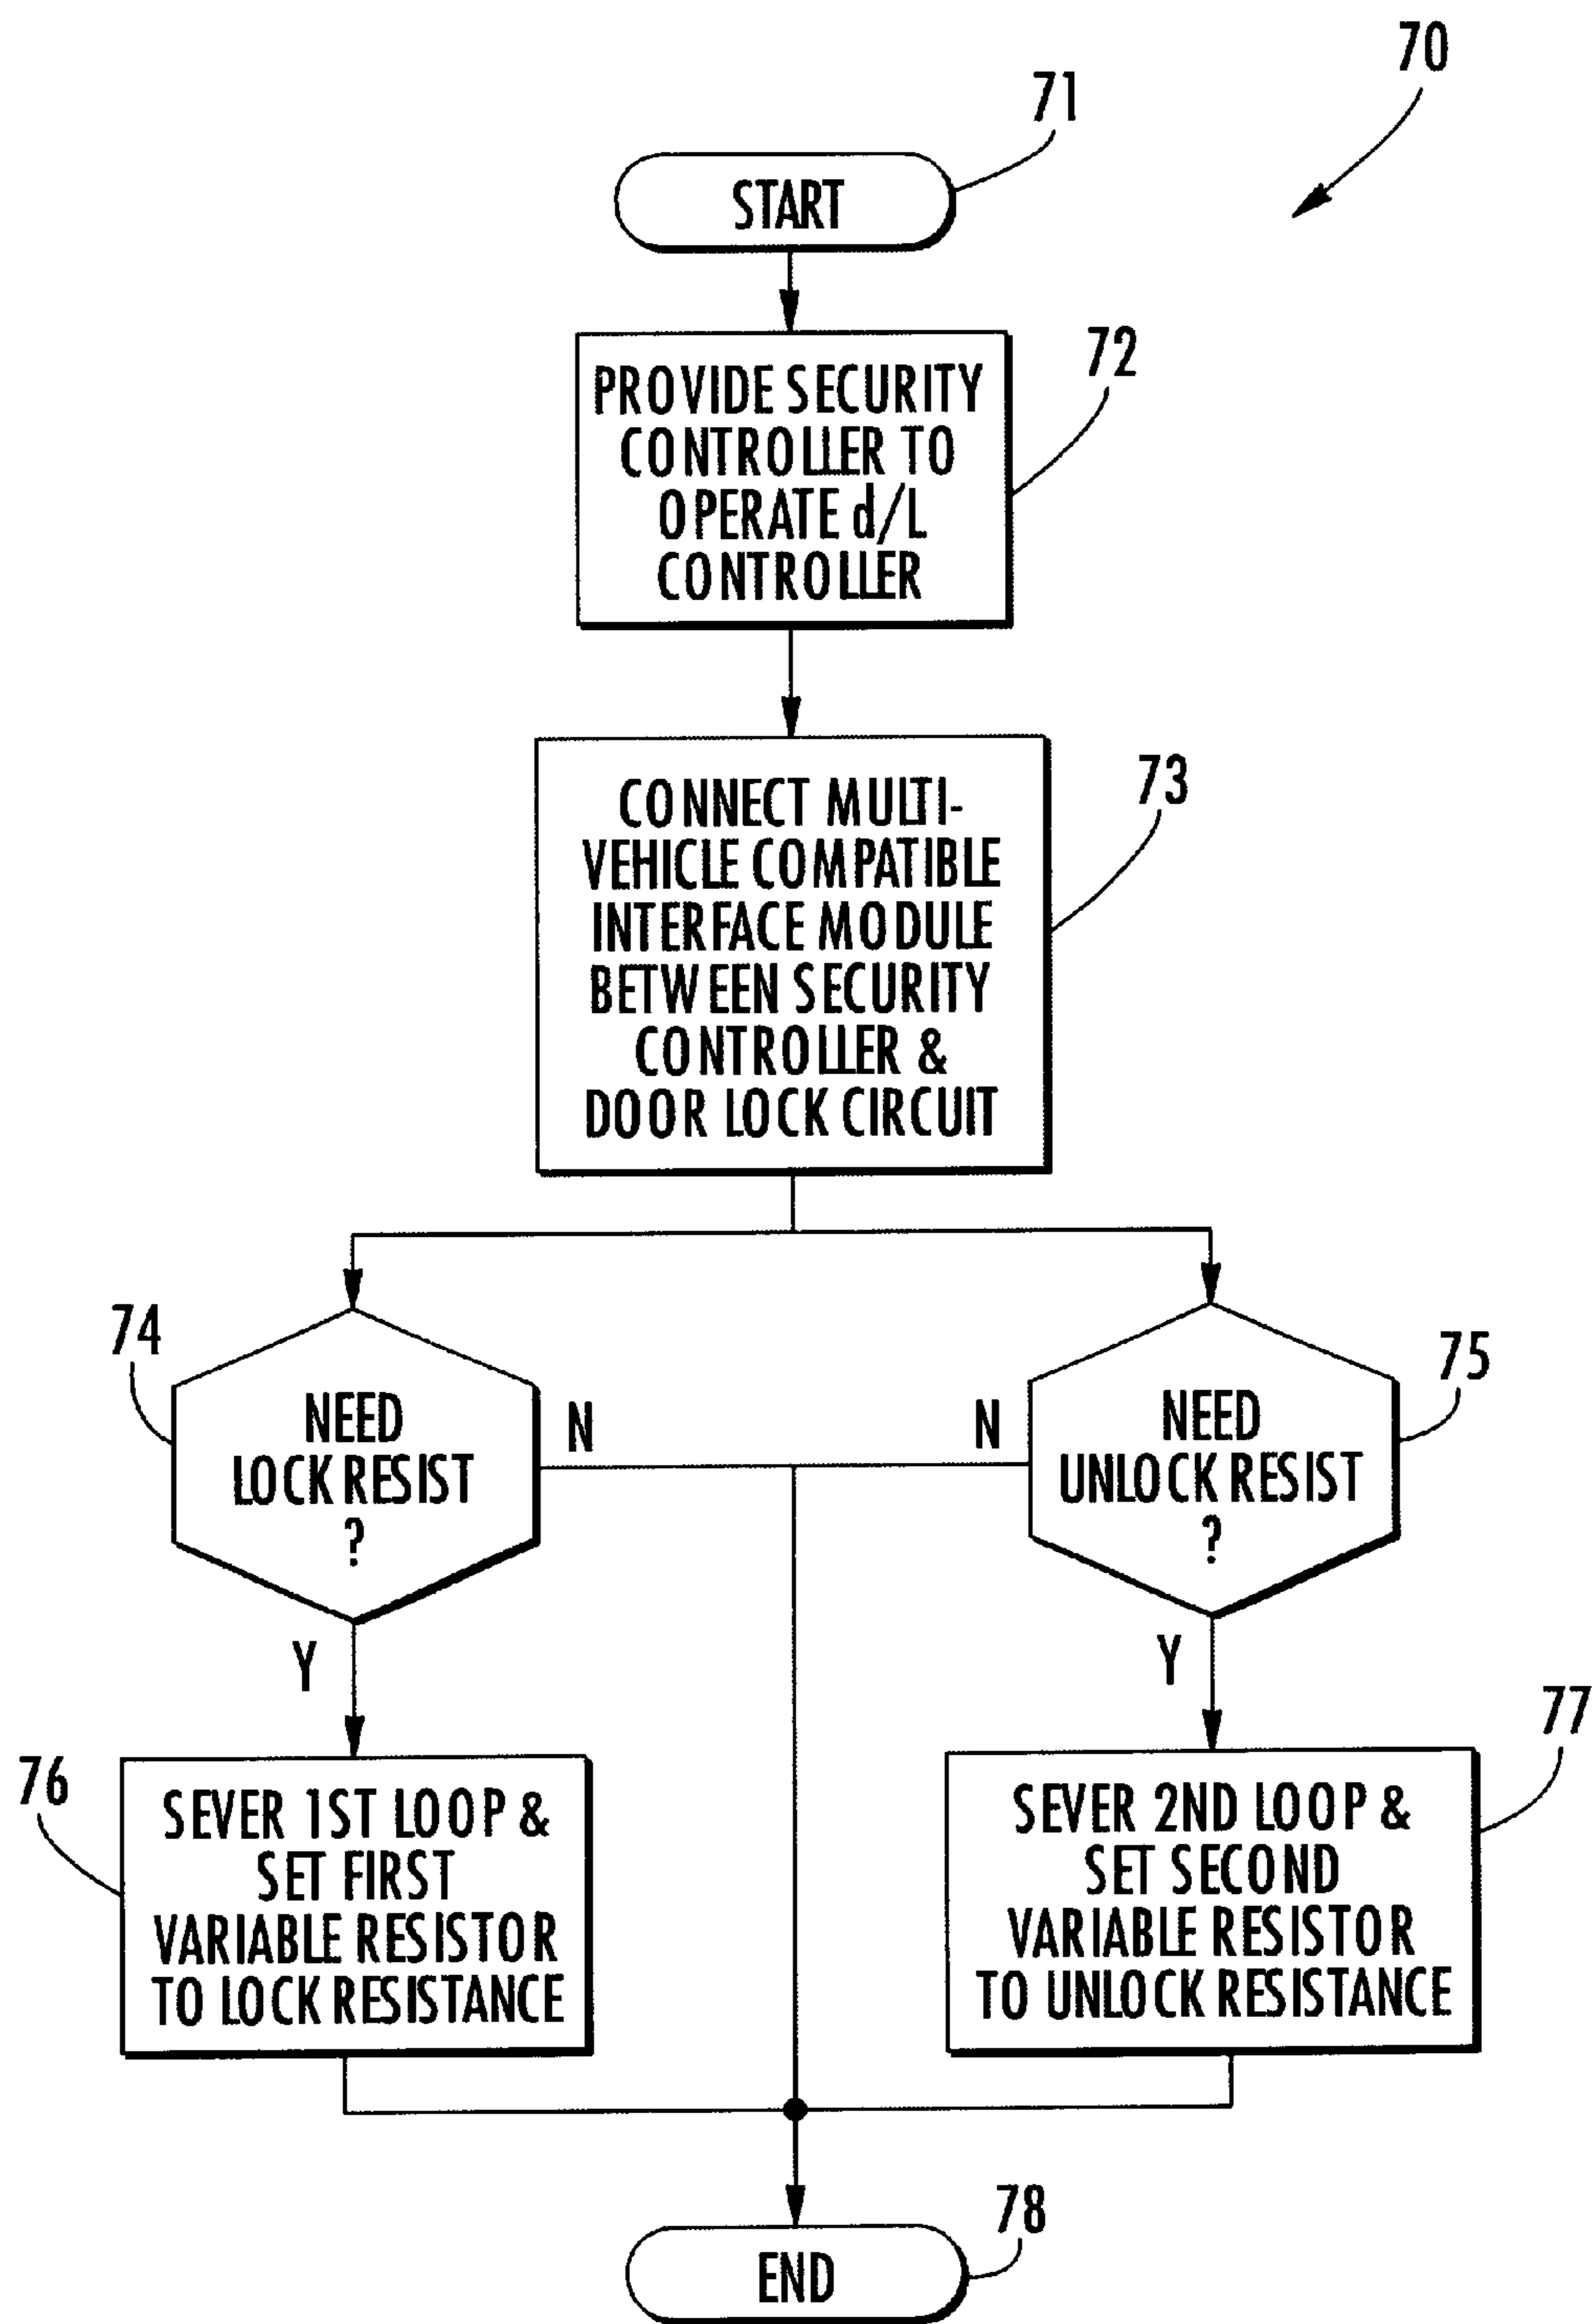 70
71
START
72
PROVIDE SECURITY
CONTROLLER TO
OPERATE d/L
CONTROLLER
73
CONNECT MULTI-
VEHICLE COMPATIBLE
INTERFACE MODULE
BETWEEN SECURITY
CONTROLLER &
DOOR LOCK CIRCUIT
74
NEED
LOCK RESIST
?
N
N
75
NEED
UNLOCK RESIST
?
Y
Y
76
SEVER 1ST LOOP &
SET FIRST
VARIABLE RESISTOR
TO LOCK RESISTANCE
77
SEVER 2ND LOOP &
SET SECOND
VARIABLE RESISTOR
TO UNLOCK RESISTANCE
78
END